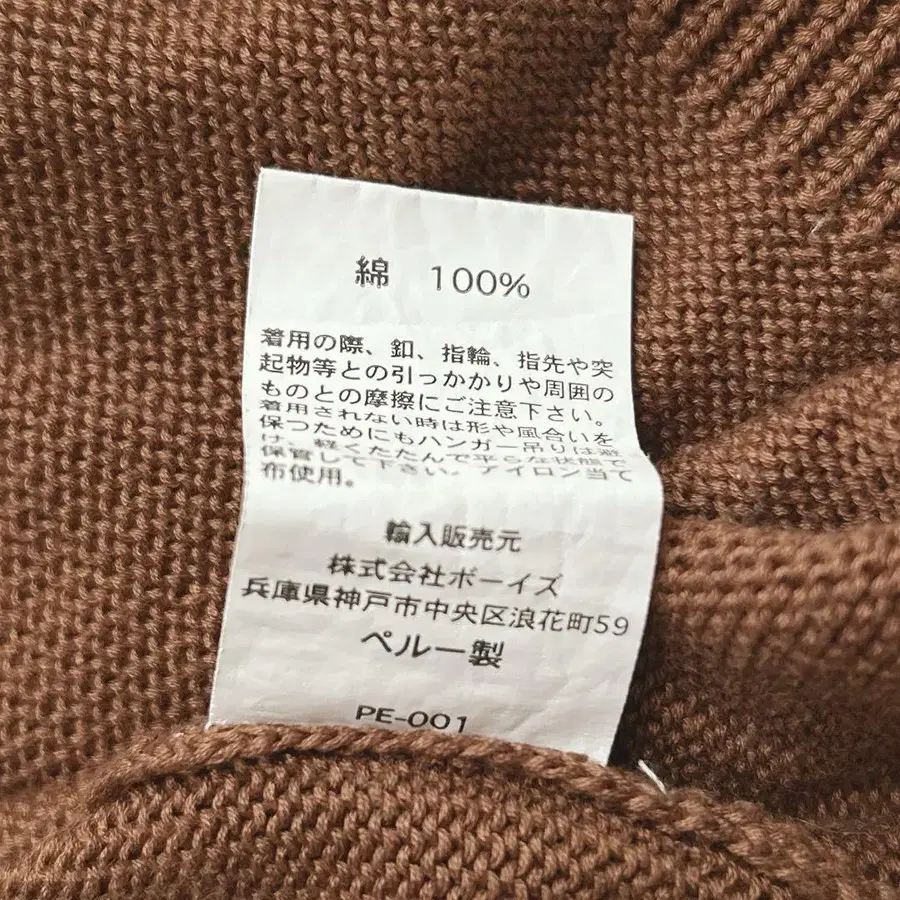 綿 100%
着用の際、釦、指輪、指先や突
起物等との引っかかりや周囲の
ものとの摩擦にご注意下さい。
着用されない時は形や風合いを
保つためにもハンガー吊りは避
け、軽くたたんで平らな状態で
保管して下さい。アイロン当て
布使用。
輸入販売元
株式会社ボーイズ
兵庫県神戸市中央区浪花町59
ペルー製
PE-001